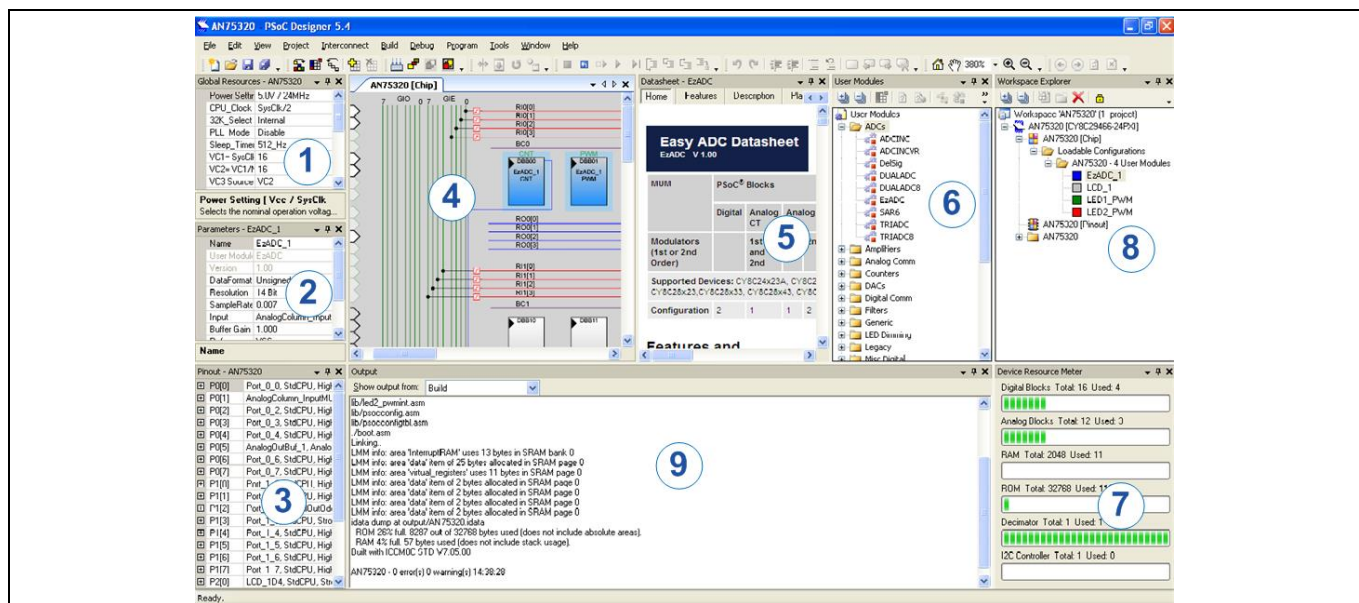 AN75320 - PSoC Designer 5.4
File Edit View Project Interconnect Build Debug Program Tools Window Help
380%
Global Resources - AN75320
Power Settir 5.0V / 24MHz
CPU_Clock SysClk/2
32K_Select Internal
PLL_Mode Disable
Sleep_Timer 512_Hz
VC1= SysCl 16
VC2= VC1/N 16
VC3 Source VC2
1
Power Setting [ Vcc / SysClk
Selects the nominal operation voltag...
Parameters - EzADC_1
Name EzADC_1
User Module EzADC
Version 1.00
DataFormat Unsigned
Resolution 14 Bit
SampleRate 0.007
Input AnalogColumn_Input
Buffer Gain 1.000
2
Name
Pinout - AN75320
P0[0] Port_0_0, StdCPU, High
P0[1] AnalogColumn_InputMU
P0[2] Port_0_2, StdCPU, High
P0[3] Port_0_3, StdCPU, High
P0[4] Port_0_4, StdCPU, High
P0[5] AnalogOutBuf_1, Analo
P0[6] Port_0_6, StdCPU, High
P0[7] Port_0_7, StdCPU, High
P1[0]
P1[1]
P1[2]
P1[3]
P1[4] Port_1_4, StdCPU, High
P1[5] Port_1_5, StdCPU, High
P1[6] Port_1_6, StdCPU, High
P1[7] Port_1_7, StdCPU, High
P2[0] LCD_1D4, StdCPU, Stro
3
AN75320 [Chip]
7 GIO 0 7 GIE 0
RI0[0]
RI0[1]
RI0[2]
RI0[3]
BC0
CNT
DBB00
EzADC_1
CNT
PWM
DBB01
EzADC_1
PWM
4
RO0[0]
RO0[1]
RO0[2]
RO0[3]
RI1[0]
RI1[1]
RI1[2]
RI1[3]
BC1
DBB10
DBB11
Datasheet - EzADC
Home Features Description Pla
Easy ADC Datasheet
EzADC V 1.00
MUM PSoC® Blocks
Digital Analog CT Analog
Modulators (1st or 2nd Order) 1st and 2nd
5
Supported Devices: CY8C24x23A, CY8C2
CY8C28x23,CY8C28x33, CY8C28x43, CY8C
Configuration 2 1 1 2
Features and
User Modules
User Modules
ADCs
ADCINC
ADCINCVR
DelSig
DUALADC
DUALADC8
EzADC
SAR6
TRIADC
TRIADC8
Amplifiers
Analog Comm
Counters
DACs
Digital Comm
Filters
Generic
LED Dimming
Legacy
Misc Digital
6
Workspace Explorer
Workspace 'AN75320' (1 project)
AN75320 [CY8C29466-24PXI]
AN75320 [Chip]
Loadable Configurations
AN75320 - 4 User Modules
EzADC_1
LCD_1
LED1_PWM
LED2_PWM
AN75320 [Pinout]
AN75320
8
Output
Show output from: Build
lib/led2_pwmint.asm
lib/psocconfig.asm
lib/psocconfigtbl.asm
./boot.asm
Linking..
LMM info: area 'InterruptRAM' uses 13 bytes in SRAM bank 0
LMM info: area 'data' item of 25 bytes allocated in SRAM page 0
LMM info: area 'virtual_registers' uses 11 bytes in SRAM page 0
LMM info: area 'data' item of 2 bytes allocated in SRAM page 0
LMM info: area 'data' item of 2 bytes allocated in SRAM page 0
LMM info: area 'data' item of 2 bytes allocated in SRAM page 0
LMM info: area 'data' item of 2 bytes allocated in SRAM page 0
idata dump at output/AN75320.idata
ROM 26% full. 8287 out of 32768 bytes used (does not include absolute areas).
RAM 4% full. 57 bytes used (does not include stack usage).
Built with ICCM8C STD V7.05.00
AN75320 - 0 error(s) 0 warning(s) 14:38:28
9
Device Resource Meter
Digital Blocks Total: 16 Used: 4
Analog Blocks Total: 12 Used: 3
RAM Total: 2048 Used: 11
ROM Total: 32768 Used:
Decimator Total: 1 Used: 1
I2C Controller Total: 1 Used: 0
7
Ready.